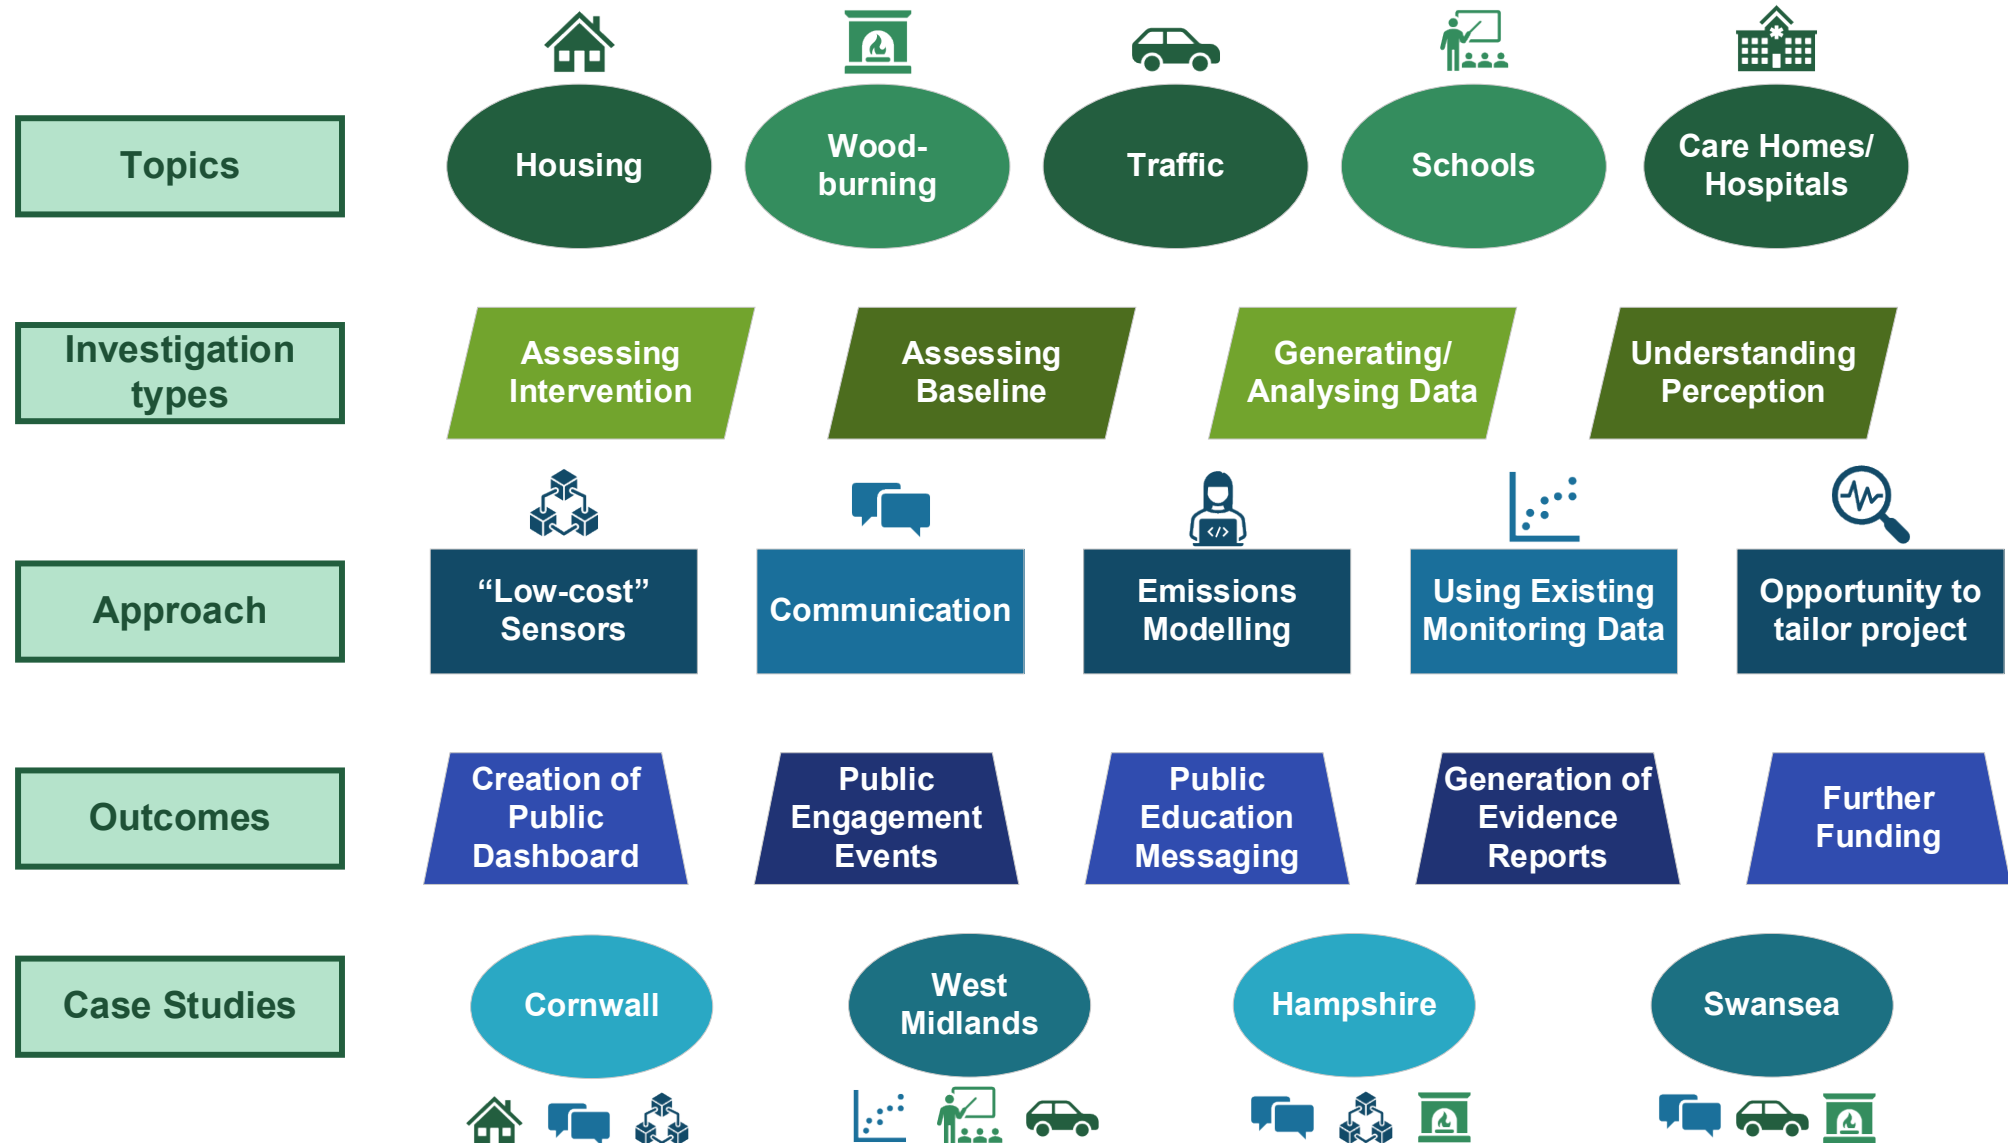 Topics
Housing
Wood-
burning
Traffic
Schools
Care Homes/
Hospitals
Investigation
types
Assessing
Intervention
Assessing
Baseline
Generating/
Analysing Data
Understanding
Perception
Approach
“Low-cost”
Sensors
Communication
</>
Emissions
Modelling
Using Existing
Monitoring Data
Opportunity to
tailor project
Outcomes
Creation of
Public
Dashboard
Public
Engagement
Events
Public
Education
Messaging
Generation of
Evidence
Reports
Further
Funding
Case Studies
Cornwall
West
Midlands
Hampshire
Swansea